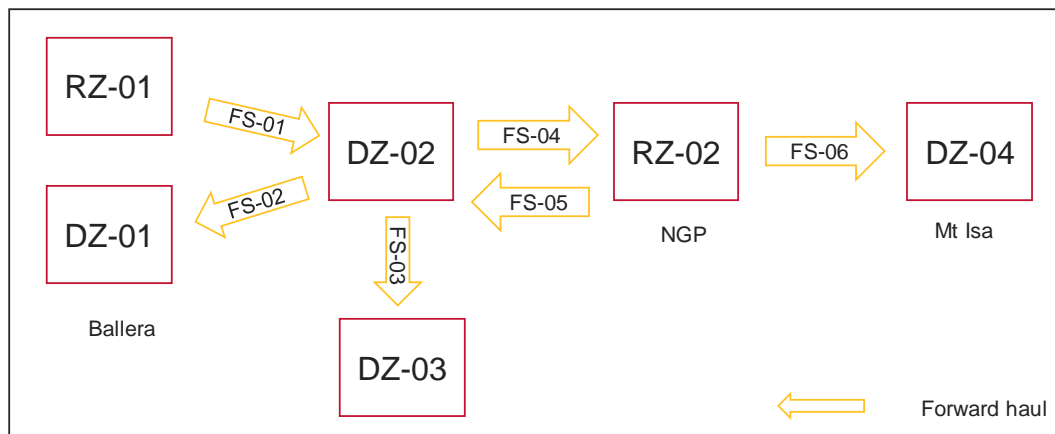 RZ-01
FS-01
DZ-02
FS-04
RZ-02
FS-06
DZ-04
DZ-01
FS-02
FS-05
NGP
Mt Isa
FS-03
Ballera
DZ-03
Forward haul